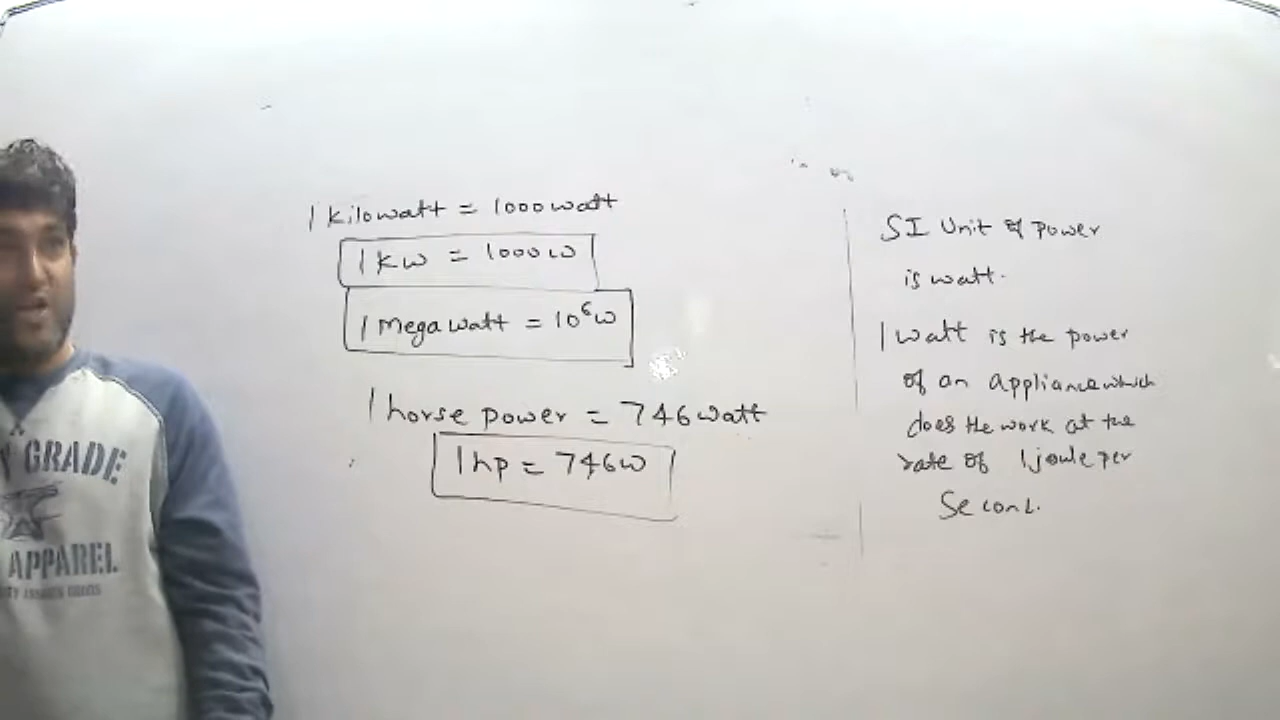 1 kilowatt = 1000 watt
1 kw = 1000 w
1 Mega watt = 10⁶ w
1 horse power = 746 watt
1 hp = 746 w
SI Unit of Power
is watt.
1 watt is the power
of an appliance which
does the work at the
rate of 1 joule per
Second.
GRADE
APPAREL